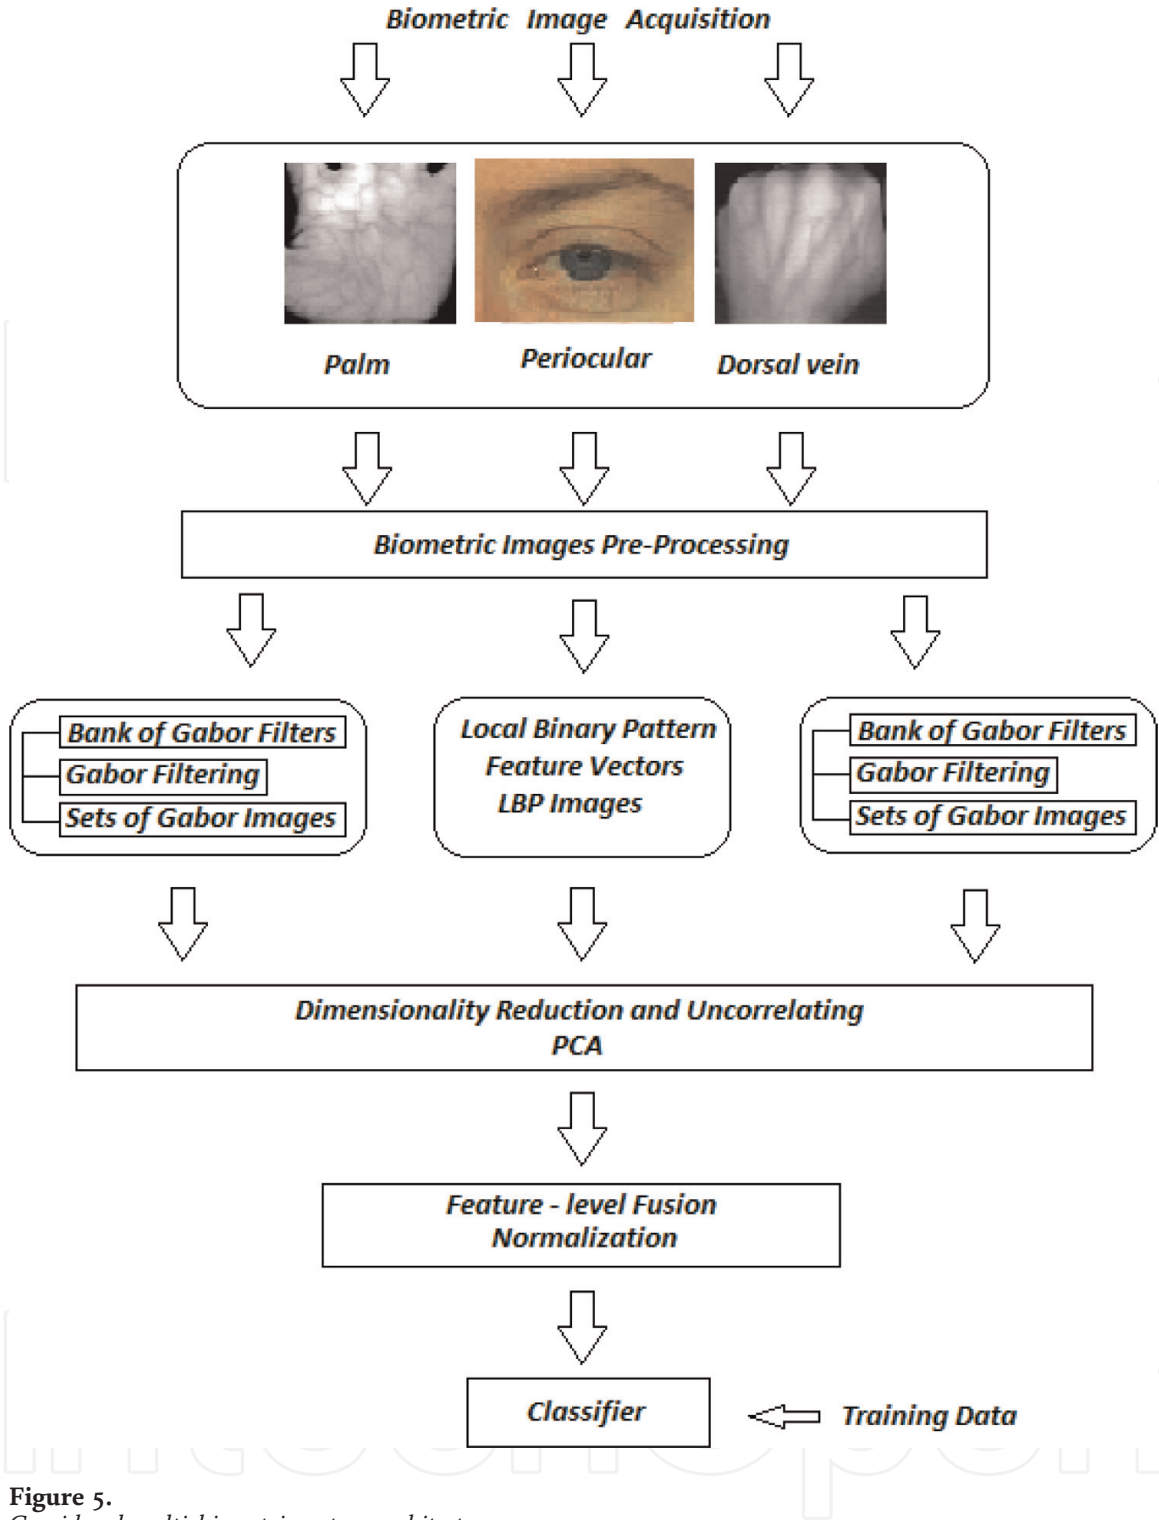 Biometric Image Acquisition
Palm
Periocular
Dorsal vein
Biometric Images Pre-Processing
Bank of Gabor Filters
Gabor Filtering
Sets of Gabor Images
Local Binary Pattern
Feature Vectors
LBP Images
Bank of Gabor Filters
Gabor Filtering
Sets of Gabor Images
Dimensionality Reduction and Uncorrelating
PCA
Feature - level Fusion
Normalization
Classifier
Training Data
Figure 5.